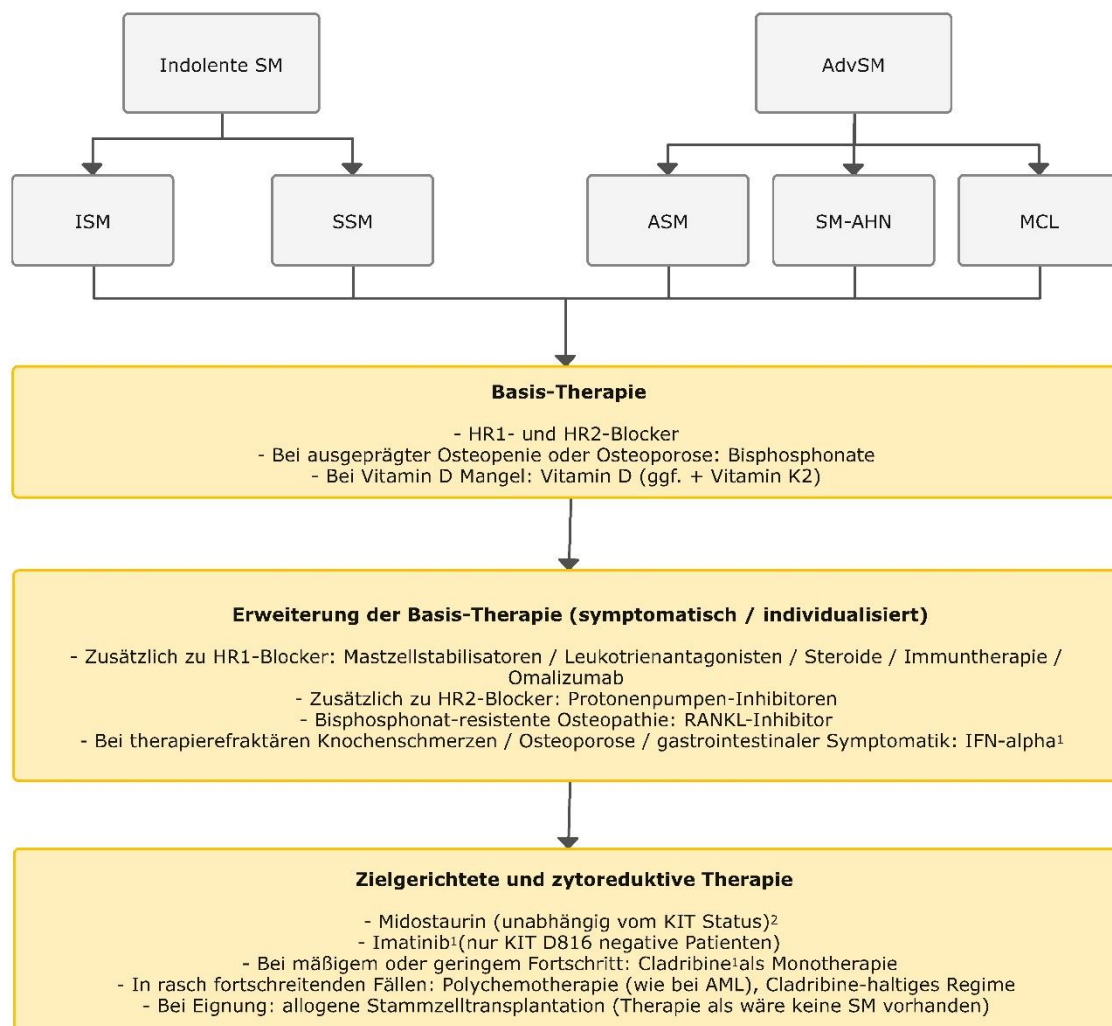 Indolente SM
AdvSM
ISM
SSM
ASM
SM-AHN
MCL
Basis-Therapie
- HR1- und HR2-Blocker
- Bei ausgeprägter Osteopenie oder Osteoporose: Bisphosphonate
- Bei Vitamin D Mangel: Vitamin D (ggf. + Vitamin K2)
Erweiterung der Basis-Therapie (symptomatisch / individualisiert)
- Zusätzlich zu HR1-Blocker: Mastzellstabilisatoren / Leukotrienantagonisten / Steroide / Immuntherapie /
Omalizumab
- Zusätzlich zu HR2-Blocker: Protonenpumpen-Inhibitoren
- Bisphosphonat-resistente Osteopathie: RANKL-Inhibitor
- Bei therapierefraktären Knochenschmerzen / Osteoporose / gastrointestinaler Symptomatik: IFN-alpha¹
Zielgerichtete und zytoreduktive Therapie
- Midostaurin (unabhängig vom KIT Status)²
- Imatinib¹(nur KIT D816 negative Patienten)
- Bei mäßigem oder geringem Fortschritt: Cladribine¹als Monotherapie
- In rasch fortschreitenden Fällen: Polychemotherapie (wie bei AML), Cladribine-haltiges Regime
- Bei Eignung: allogene Stammzelltransplantation (Therapie als wäre keine SM vorhanden)